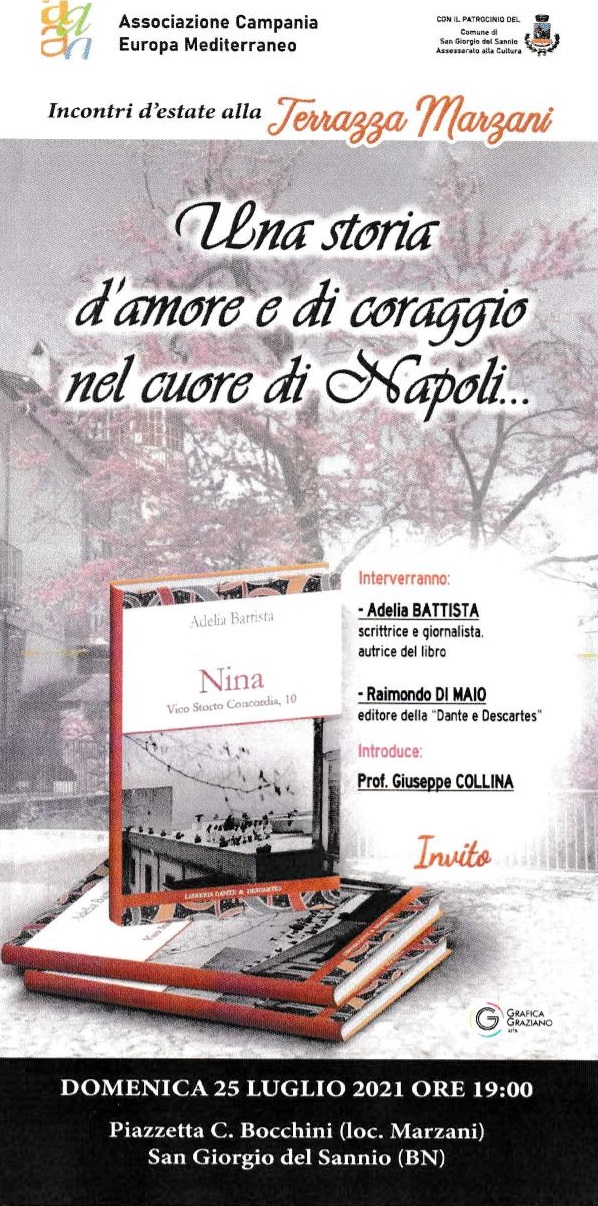 Associazione Campania
Europa Mediterraneo
CON IL PATROCINIO DEL
Comune di
San Giorgio del Sannio
Assessorato alla Cultura
Incontri d'estate alla Terrazza Marzani
Una storia
d'amore e di coraggio
nel cuore di Napoli...
Adelia Battista
Nina
Vico Storto Concordia, 10
LIBRERIA DANTE & DESCARTES
Interverranno:
- Adelia BATTISTA
scrittrice e giornalista,
autrice del libro
- Raimondo DI MAIO
editore della "Dante e Descartes"
Introduce:
Prof. Giuseppe COLLINA
Invito
GRAFICA
GRAZIANO
DOMENICA 25 LUGLIO 2021 ORE 19:00
Piazzetta C. Bocchini (loc. Marzani)
San Giorgio del Sannio (BN)